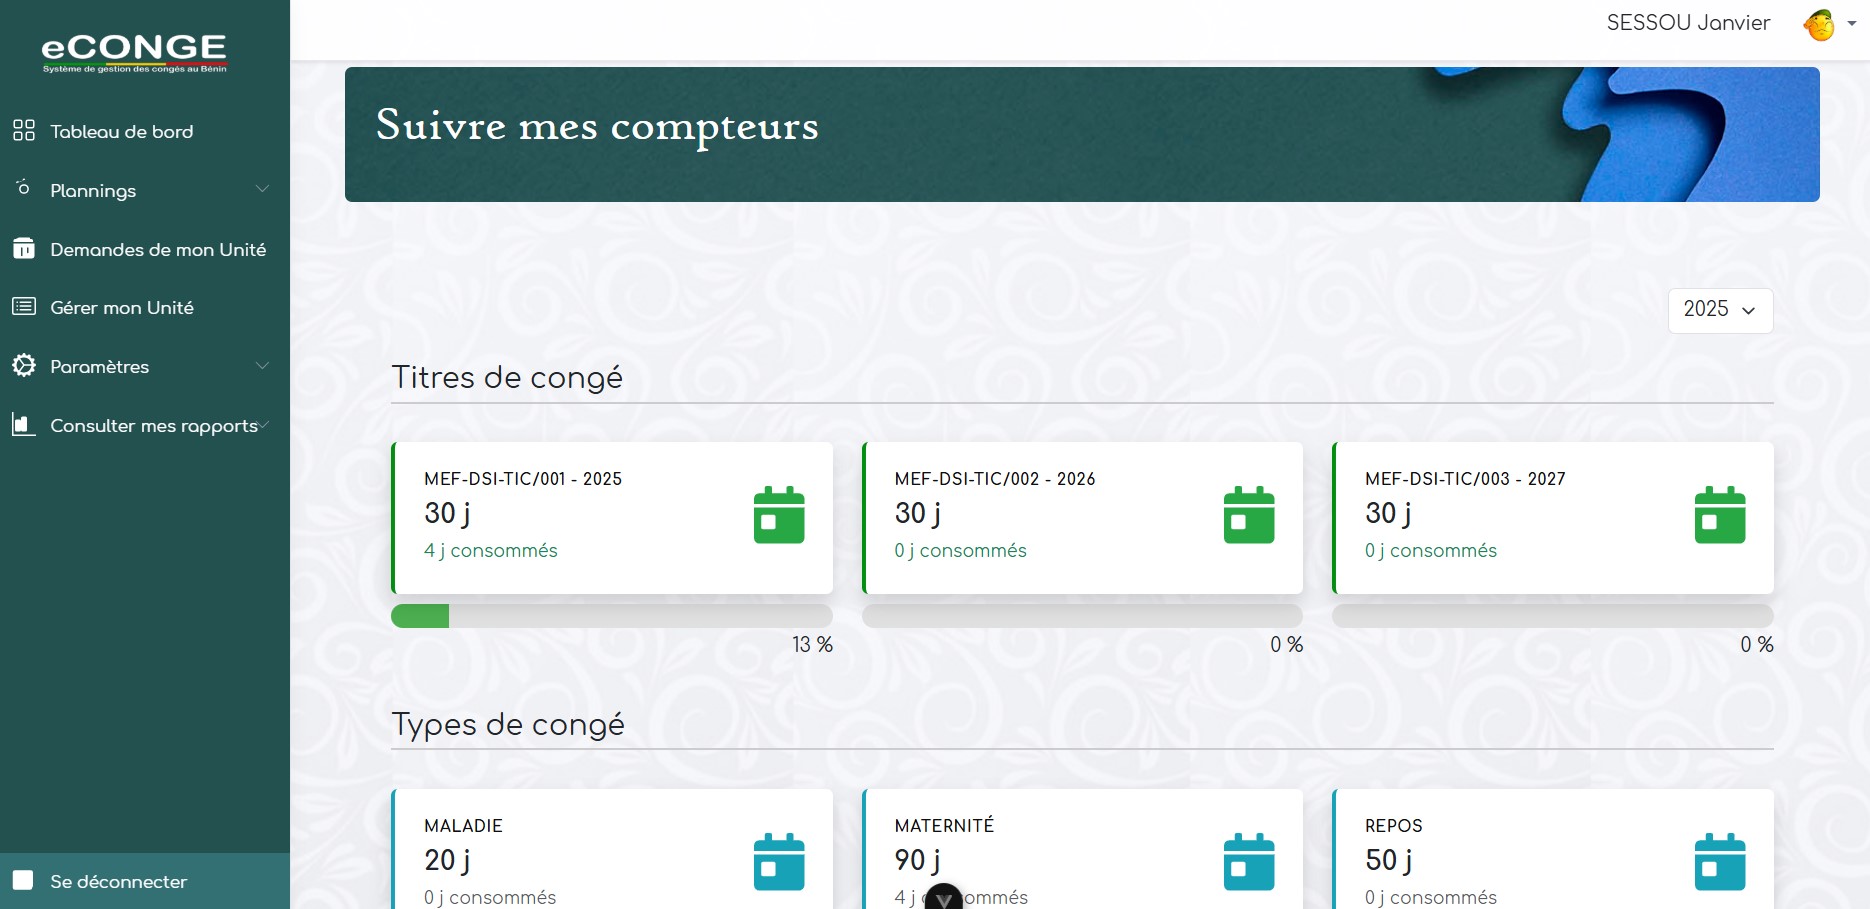 eCONGE
Système de gestion des congés au Bénin
Tableau de bord
Plannings
Demandes de mon Unité
Gérer mon Unité
Paramètres
Consulter mes rapports
Se déconnecter
SESSOU Janvier
Suivre mes compteurs
2025
Titres de congé
MEF-DSI-TIC/001 - 2025
30 j
4 j consommés
13 %
MEF-DSI-TIC/002 - 2026
30 j
0 j consommés
0 %
MEF-DSI-TIC/003 - 2027
30 j
0 j consommés
0 %
Types de congé
MALADIE
20 j
0 j consommés
MATERNITÉ
90 j
4 j
REPOS
50 j
0 j consommés